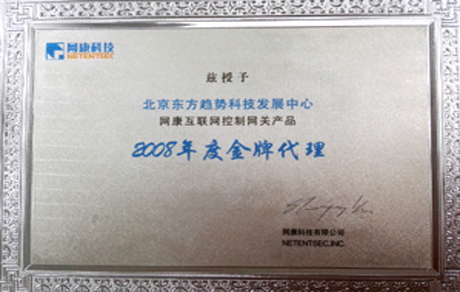 网康科技
NETENTSEC
兹授予
北京东方趋势科技发展中心
网康互联网控制网关产品
2008年度金牌代理
网康科技有限公司
NETENTSEC,INC.